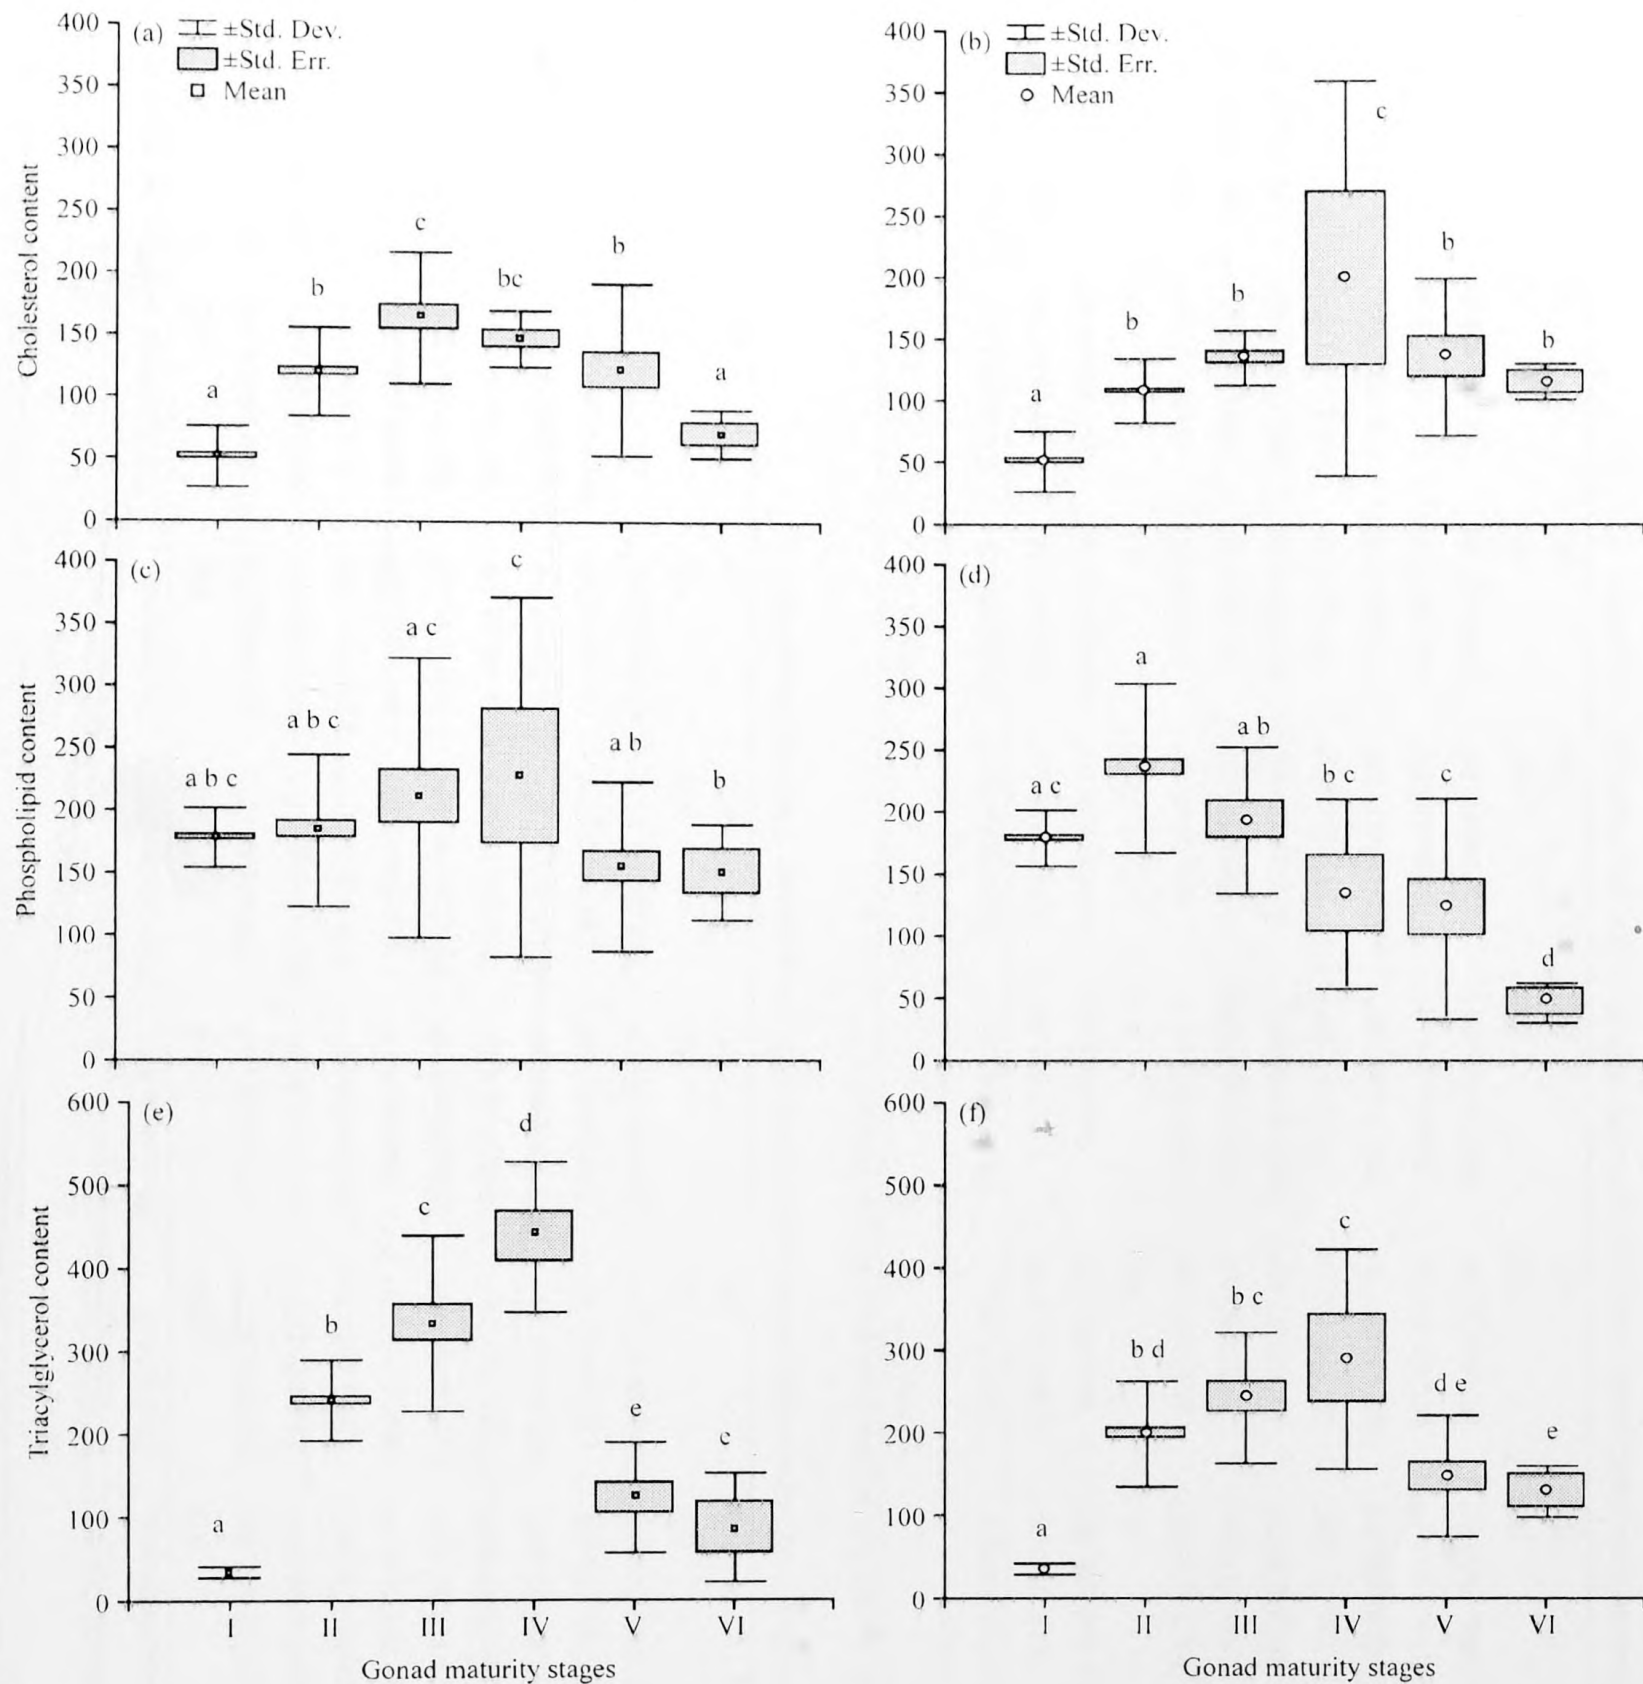 400
350
300
250
200
150
100
50
0
Cholesterol content
(a)
±Std. Dev.
±Std. Err.
Mean
a
b
c
bc
b
a
400
350
300
250
200
150
100
50
0
(b)
±Std. Dev.
±Std. Err.
Mean
a
b
b
c
b
b
400
350
300
250
200
150
100
50
0
Phospholipid content
(c)
a b c
a b c
a c
c
a b
b
400
350
300
250
200
150
100
50
0
(d)
a c
a
a b
b c
c
d
600
500
400
300
200
100
0
Triacylglycerol content
(e)
a
b
c
d
e
e
I II III IV V VI
Gonad maturity stages
600
500
400
300
200
100
0
(f)
a
b d
b c
c
d e
e
I II III IV V VI
Gonad maturity stages